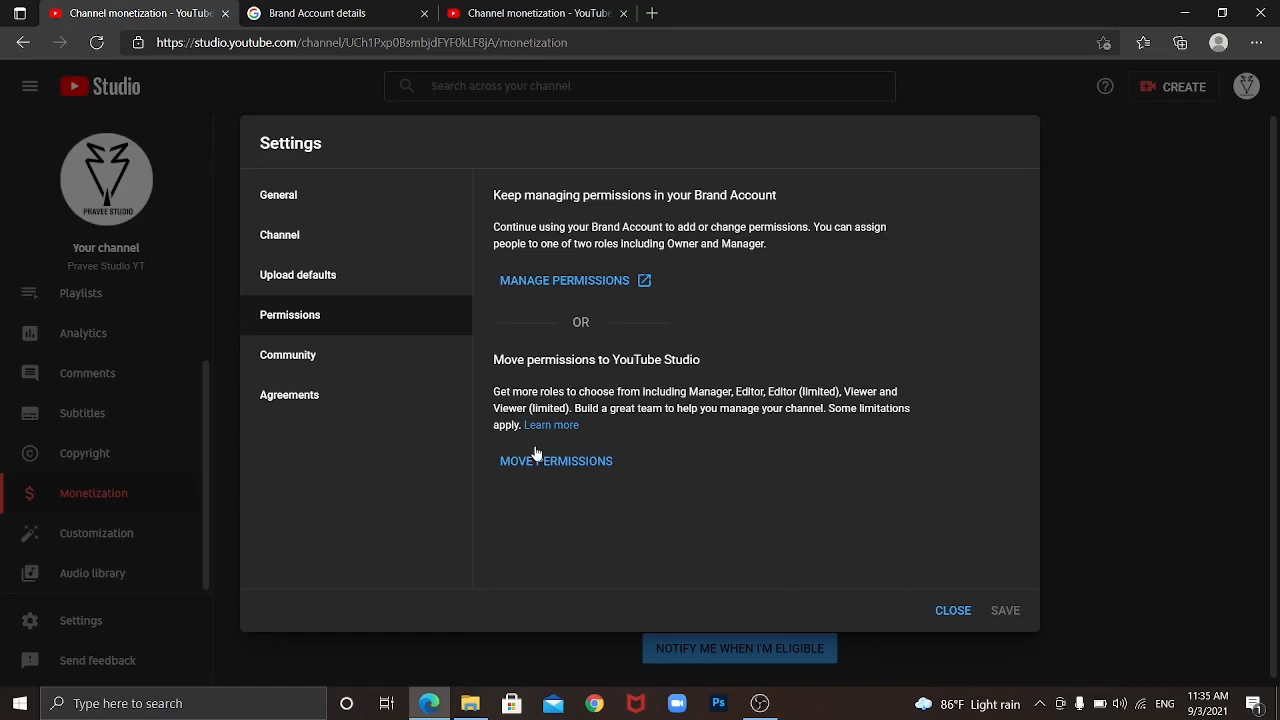 Channel monetization - YouTube
Brand Account details
Channel monetization - YouTube
https://studio.youtube.com/channel/UCh1Pxp0BsmbjdFYF0kLF8jA/monetization
Studio
Search across your channel
CREATE
PRAVEE STUDIO
Your channel
Pravee Studio YT
Playlists
Analytics
Comments
Subtitles
Copyright
Monetization
Customization
Audio library
Settings
Send feedback
Settings
General
Channel
Upload defaults
Permissions
Community
Agreements
Keep managing permissions in your Brand Account
Continue using your Brand Account to add or change permissions. You can assign
people to one of two roles including Owner and Manager.
MANAGE PERMISSIONS
OR
Move permissions to YouTube Studio
Get more roles to choose from including Manager, Editor, Editor (limited), Viewer and
Viewer (limited). Build a great team to help you manage your channel. Some limitations
apply. Learn more
MOVE PERMISSIONS
CLOSE SAVE
NOTIFY ME WHEN I'M ELIGIBLE
Type here to search
Ps
86°F Light rain
ENG
11:35 AM
9/3/2021
1